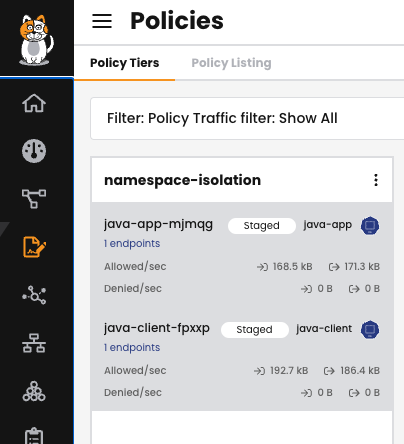 Policies
Policy Tiers Policy Listing
Filter: Policy Traffic filter: Show All
namespace-isolation
java-app-mjmqg Staged java-app
1 endpoints
Allowed/sec 168.5 kB 171.3 kB
Denied/sec 0 B 0 B
java-client-fpxxp Staged java-client
1 endpoints
Allowed/sec 192.7 kB 186.4 kB
Denied/sec 0 B 0 B